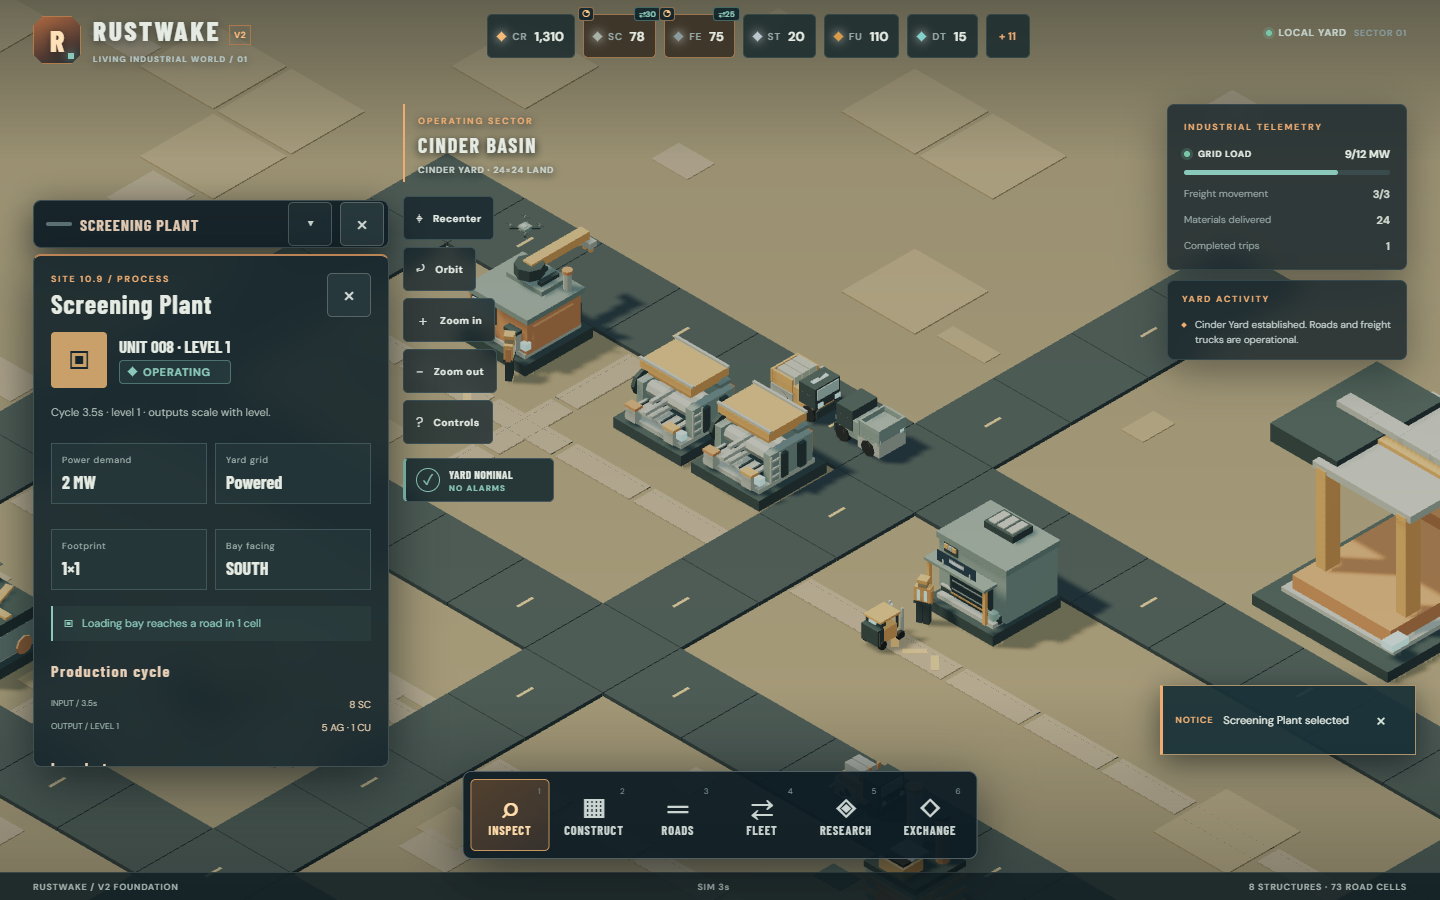 R
RUSTWAKE V2
LIVING INDUSTRIAL WORLD / 01
CR 1,310
SC 78 ⇄30
FE 75 ⇄25
ST 20
FU 110
DT 15
+11
LOCAL YARD SECTOR 01
OPERATING SECTOR
CINDER BASIN
CINDER YARD · 24×24 LAND
Recenter
Orbit
+ Zoom in
− Zoom out
? Controls
YARD NOMINAL
NO ALARMS
SCREENING PLANT ▼ ✕
SITE 10.9 / PROCESS
Screening Plant ✕
UNIT 008 · LEVEL 1
◆ OPERATING
Cycle 3.5s · level 1 · outputs scale with level.
Power demand
2 MW
Yard grid
Powered
Footprint
1×1
Bay facing
SOUTH
Loading bay reaches a road in 1 cell
Production cycle
INPUT / 3.5s 8 SC
OUTPUT / LEVEL 1 5 AG · 1 CU
INDUSTRIAL TELEMETRY
GRID LOAD 9/12 MW
Freight movement 3/3
Materials delivered 24
Completed trips 1
YARD ACTIVITY
Cinder Yard established. Roads and freight
trucks are operational.
NOTICE Screening Plant selected ✕
1 INSPECT
2 CONSTRUCT
3 ROADS
4 FLEET
5 RESEARCH
6 EXCHANGE
RUSTWAKE / V2 FOUNDATION
SIM 3s
8 STRUCTURES · 73 ROAD CELLS